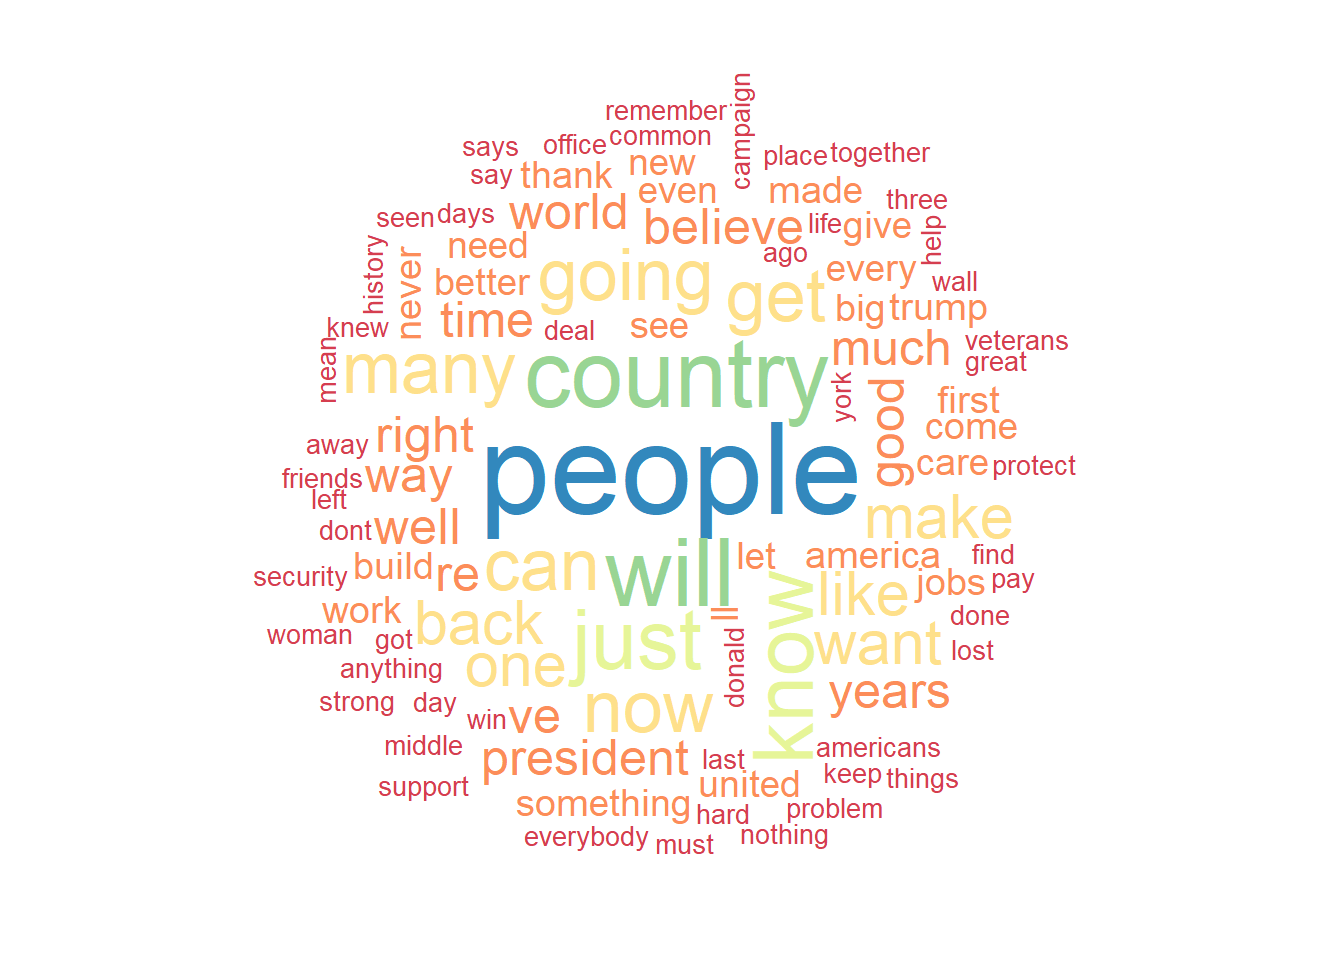 remember
campaign
common
says
office
place
together
say
thank
new
even
made
three
seen
days
world
believe
life
give
help
history
never
need
ago
every
better
going
get
wall
big
trump
knew
time
deal
see
much
veterans
mean
many
country
great
york
good
first
right
come
away
way
people
care
protect
friends
left
make
dont
well
let
america
find
security
build
re
can
will
know
like
jobs
pay
work
back
just
ll
done
woman
got
want
lost
anything
one
donald
strong
day
now
years
win
ve
middle
president
last
americans
support
united
keep
things
something
hard
problem
everybody
must
nothing